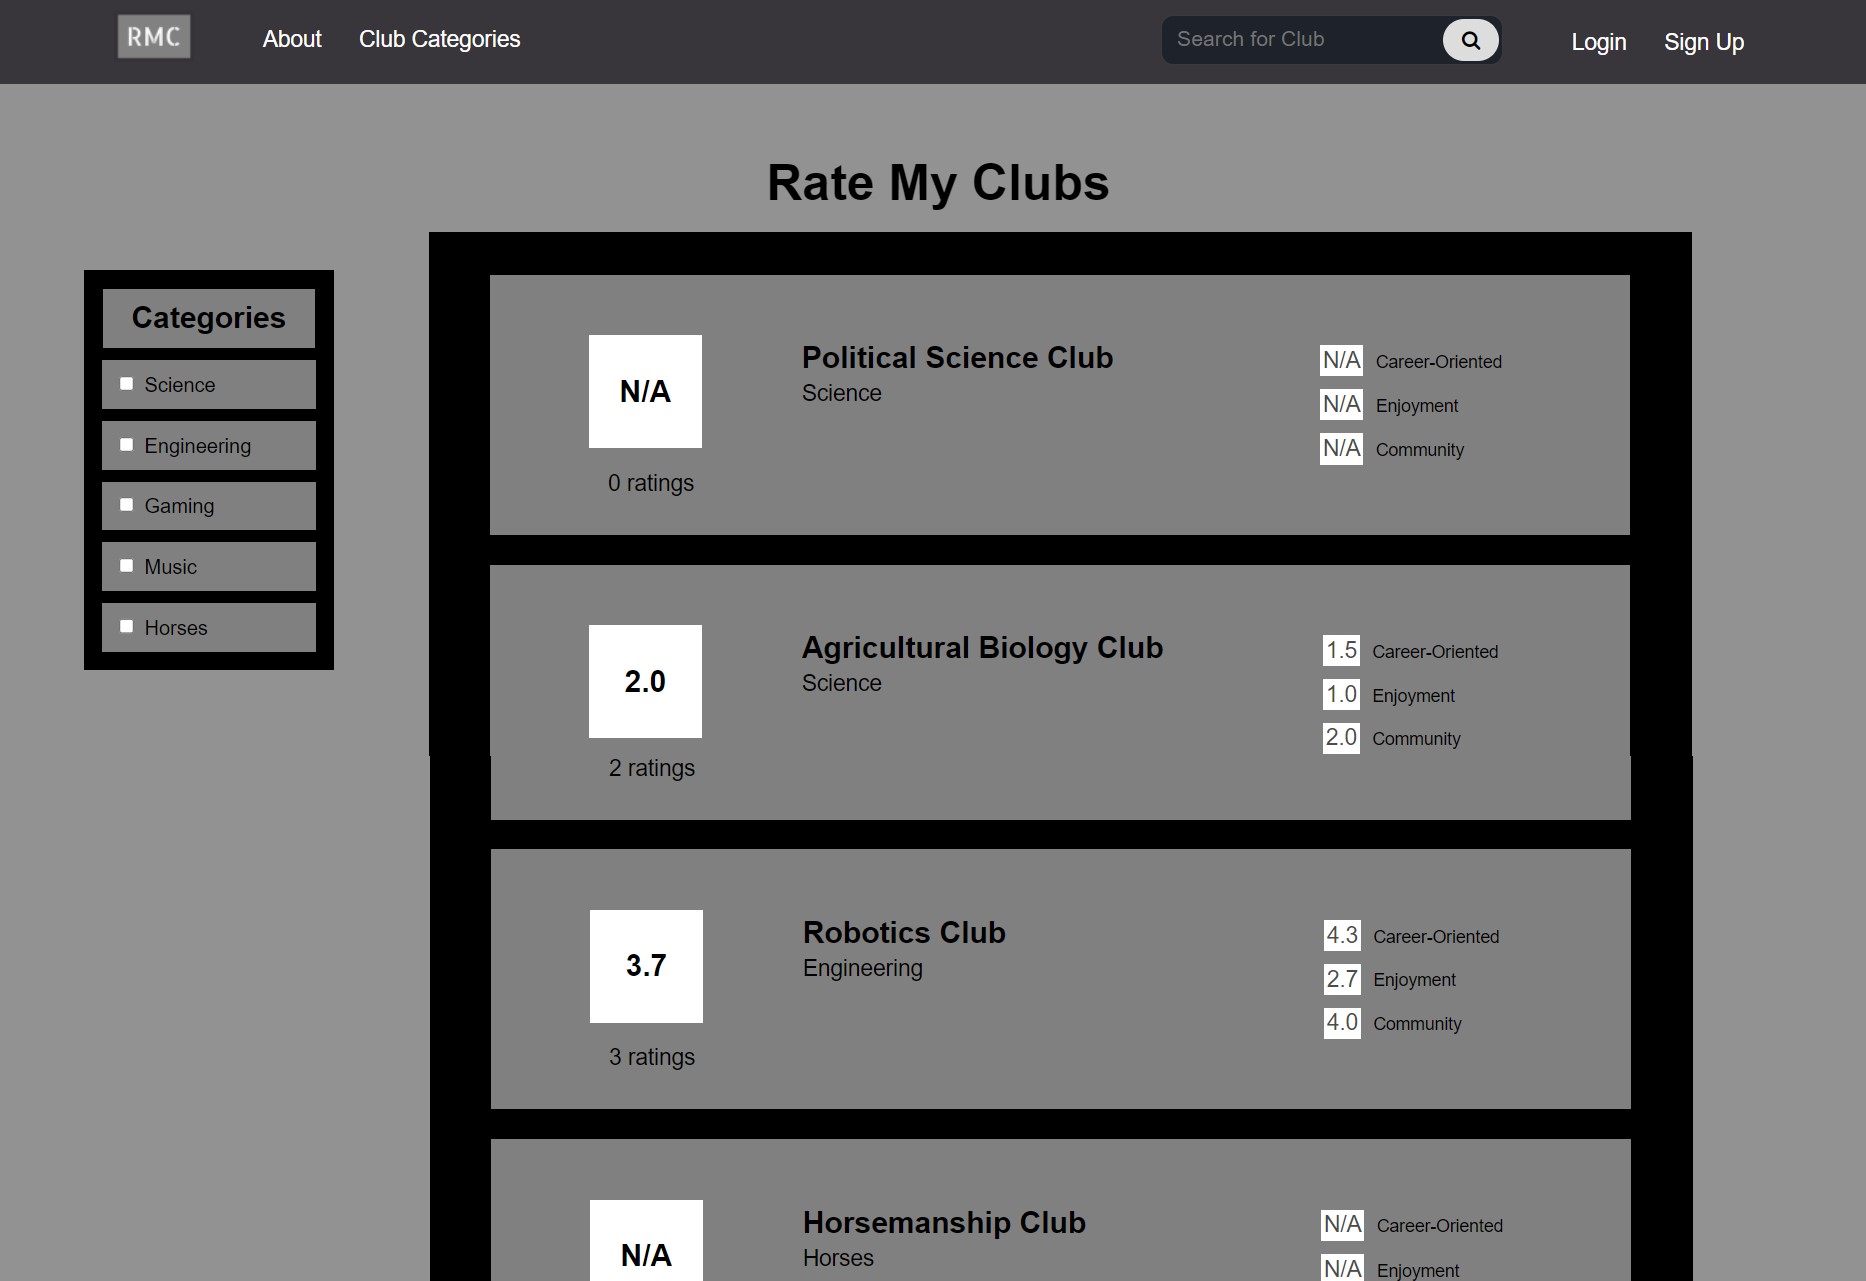 RMC
About
Club Categories
Search for Club
Login
Sign Up
Rate My Clubs
Categories
Science
Engineering
Gaming
Music
Horses
N/A
0 ratings
Political Science Club
Science
N/A Career-Oriented
N/A Enjoyment
N/A Community
2.0
2 ratings
Agricultural Biology Club
Science
1.5 Career-Oriented
1.0 Enjoyment
2.0 Community
3.7
3 ratings
Robotics Club
Engineering
4.3 Career-Oriented
2.7 Enjoyment
4.0 Community
N/A
Horsemanship Club
Horses
N/A Career-Oriented
N/A Enjoyment